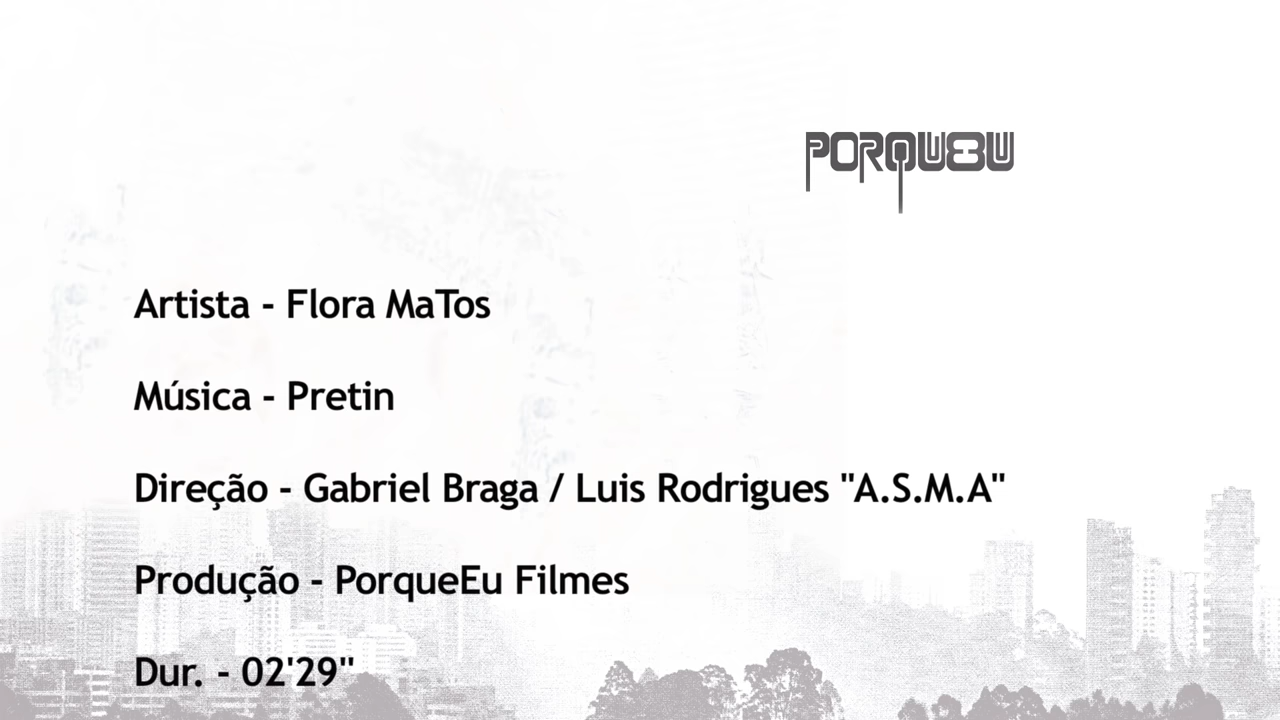 PORQUEEU
Artista - Flora MaTos
Música - Pretin
Direção - Gabriel Braga / Luis Rodrigues "A.S.M.A"
Produção - PorqueEu Filmes
Dur. - 02'29"